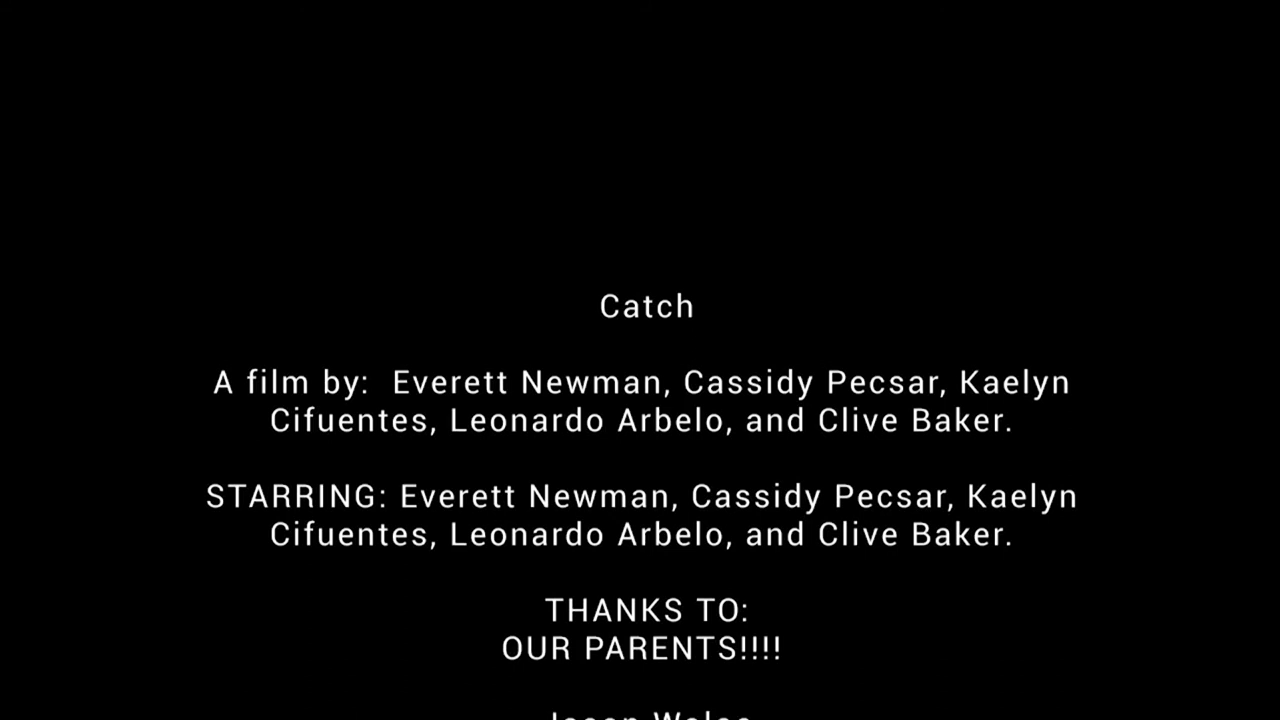 Catch
A film by:  Everett Newman, Cassidy Pecsar, Kaelyn
Cifuentes, Leonardo Arbelo, and Clive Baker.
STARRING: Everett Newman, Cassidy Pecsar, Kaelyn
Cifuentes, Leonardo Arbelo, and Clive Baker.
THANKS TO:
OUR PARENTS!!!!